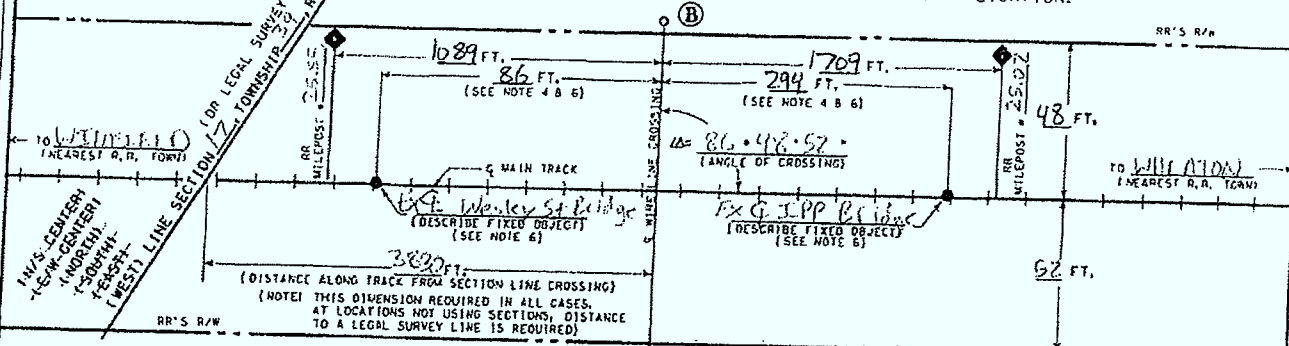 B
RR'S R/W
1089 FT.
1709 FT.
86 FT.
(SEE NOTE 4 & 6)
294 FT.
(SEE NOTE 4 & 6)
48 FT.
RR MILEPOST
RR MILEPOST 25.07
WIRE LINE CROSSING
86 • 48 • 52 •
(ANGLE OF CROSSING)
TO WINFIELD
(NEAREST R.R. TOWN)
TO WHEATON
(NEAREST R.R. TOWN)
MAIN TRACK
Ex ¢ Wesley St Bridge
(DESCRIBE FIXED OBJECT)
(SEE NOTE 6)
Ex ¢ IPP Bridge
(DESCRIBE FIXED OBJECT)
(SEE NOTE 6)
(N/S CENTER)
(E/W-CENTER)
(NORTH)
(SOUTH)
(EAST)
(WEST) LINE SECTION 17, TOWNSHIP 39
(OR LEGAL SURVEY
FT.
(DISTANCE ALONG TRACK FROM SECTION LINE CROSSING)
(NOTE: THIS DIMENSION REQUIRED IN ALL CASES.
AT LOCATIONS NOT USING SECTIONS, DISTANCE
TO A LEGAL SURVEY LINE IS REQUIRED)
52 FT.
RR'S R/W